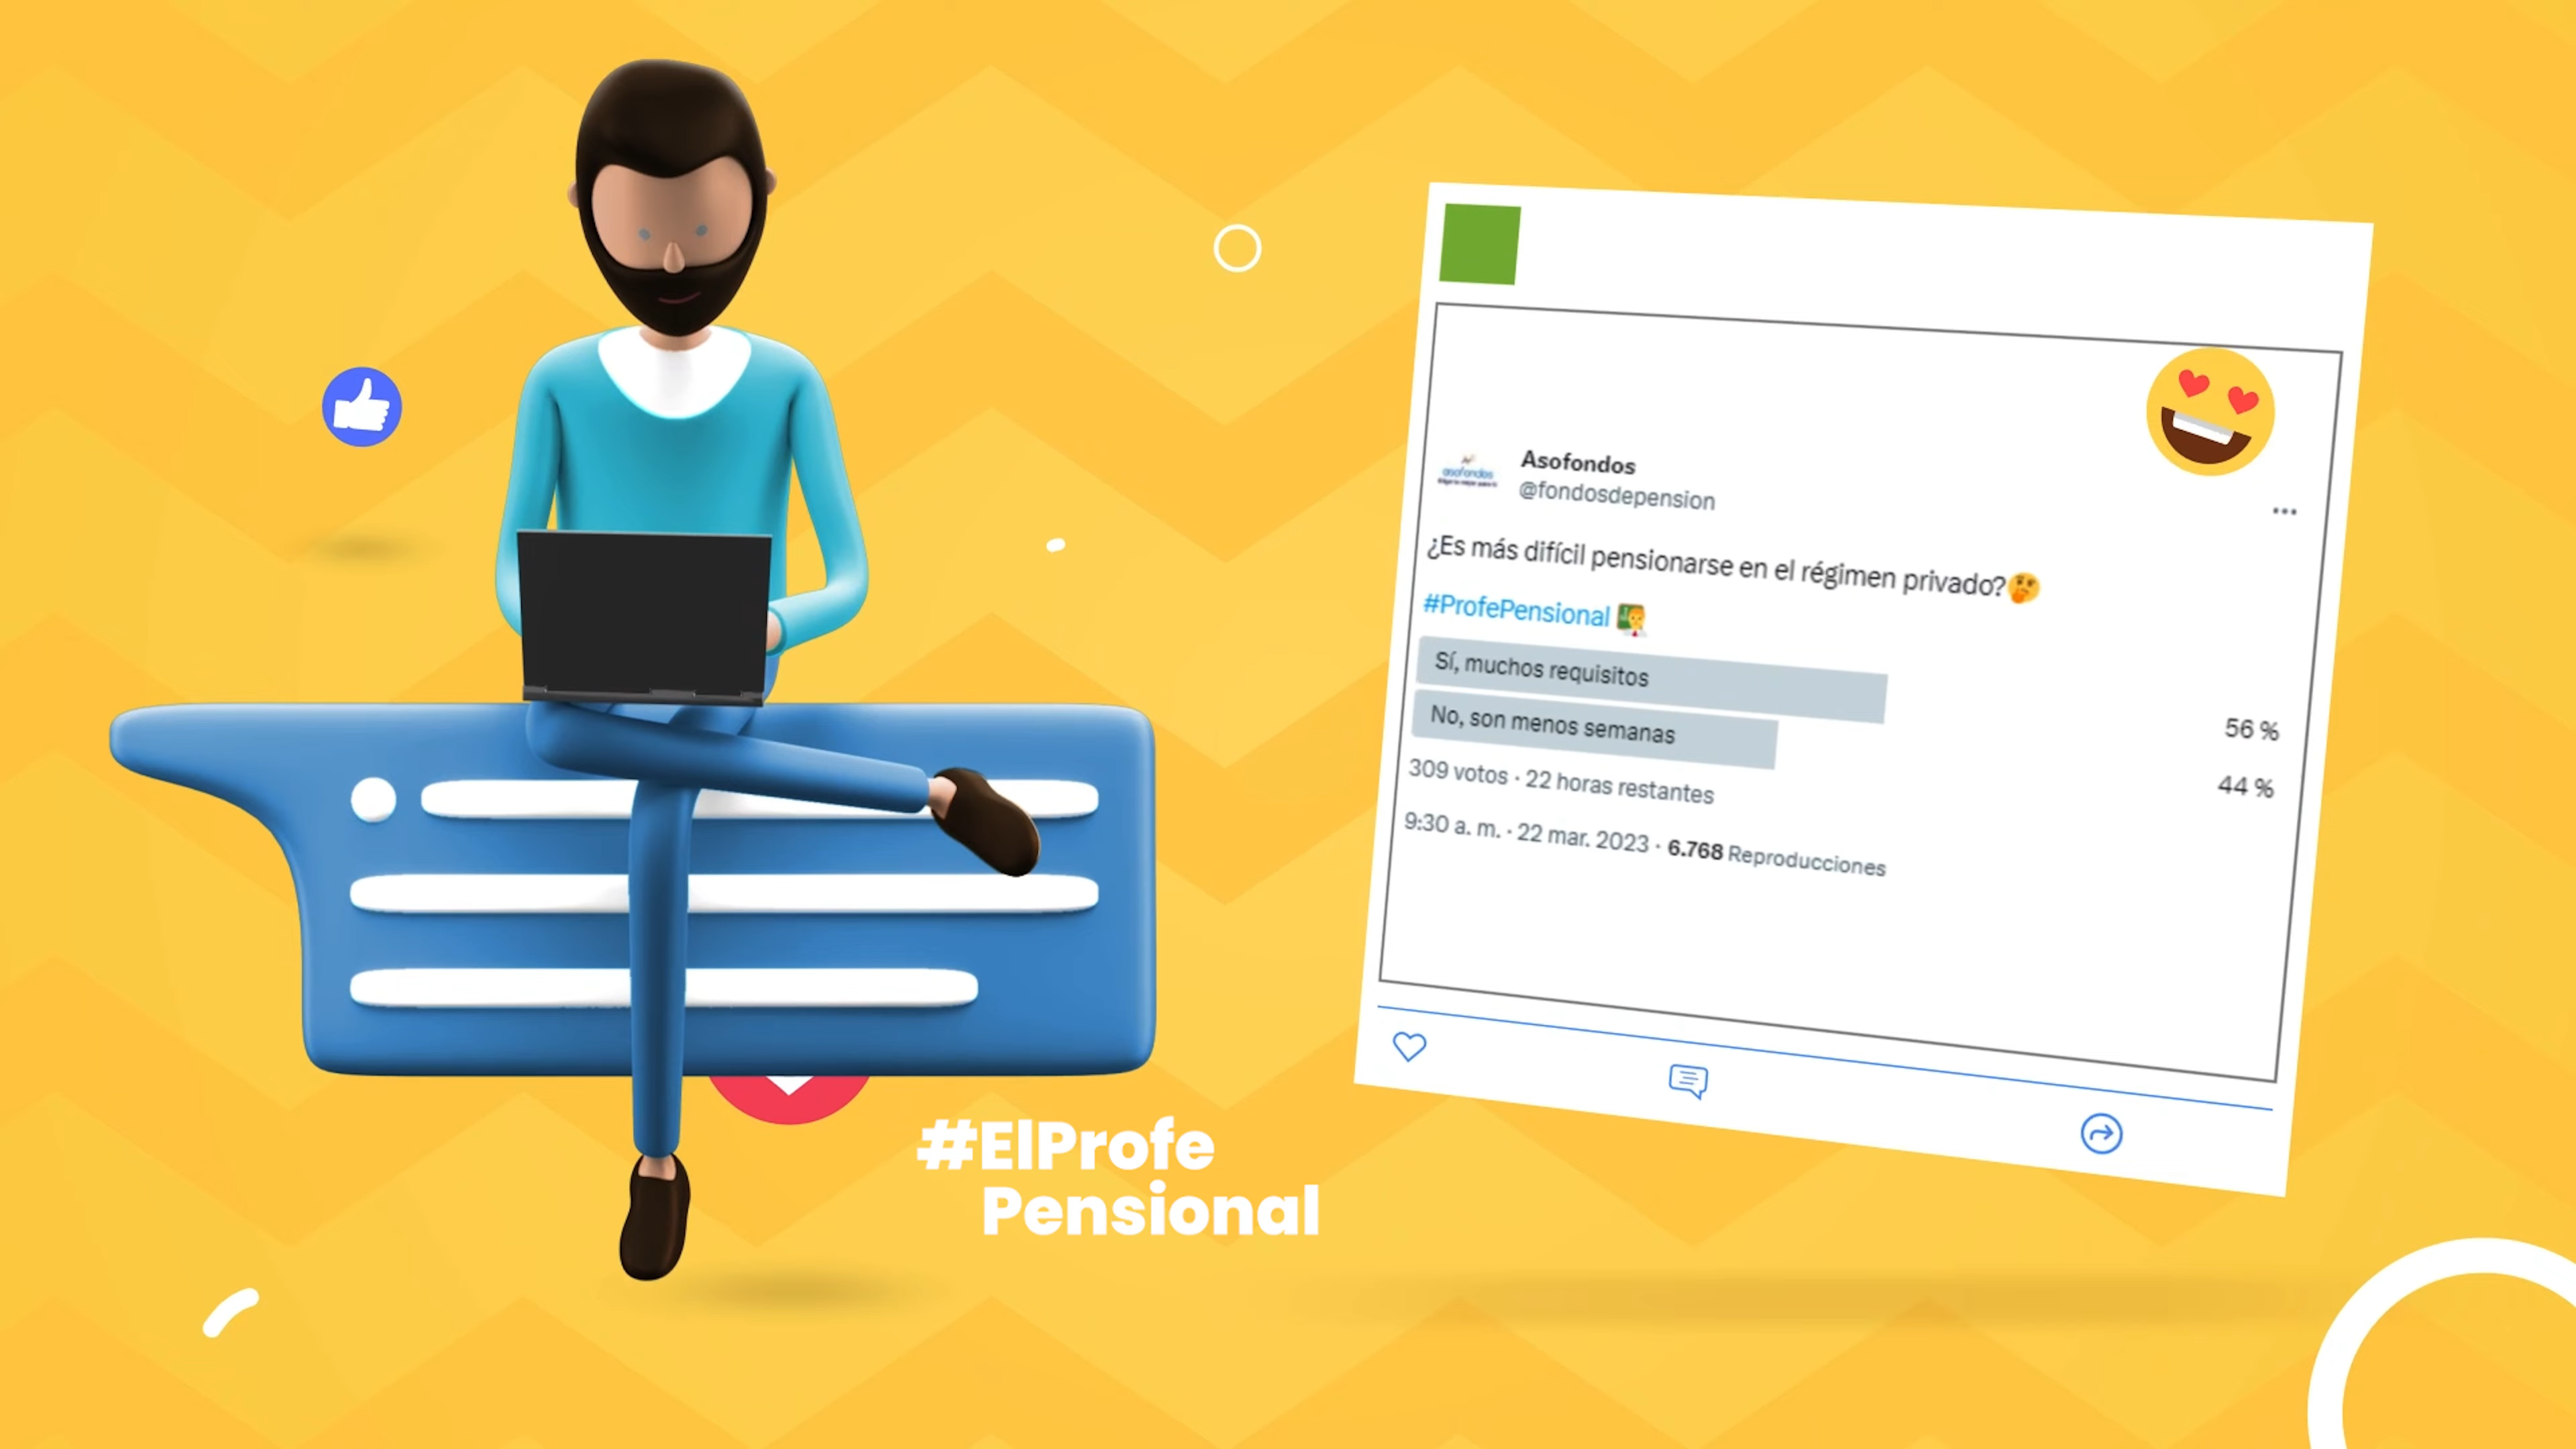 asofondos
Asofondos
@fondosdepension
¿Es más difícil pensionarse en el régimen privado?🤔
#ProfePensional 👨‍🏫
Sí, muchos requisitos
56 %
No, son menos semanas
44 %
309 votos · 22 horas restantes
9:30 a. m. · 22 mar. 2023 · 6.768 Reproducciones
#ElProfe
Pensional